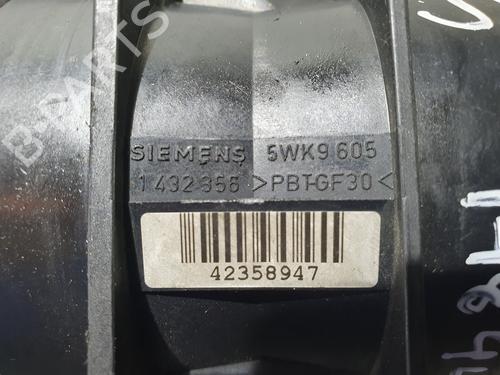 B-PARTS
SIEMENS 5WK9 605
1 432 356 >PBT-GF30<
42358947